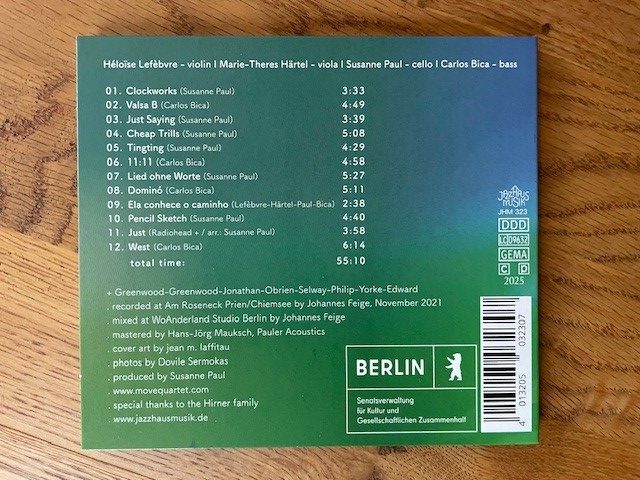 Héloïse Lefèbvre – violin I Marie-Theres Härtel – viola I Susanne Paul – cello I Carlos Bica – bass
01. Clockworks (Susanne Paul) 3:33
02. Valsa B (Carlos Bica) 4:49
03. Just Saying (Susanne Paul) 3:39
04. Cheap Trills (Susanne Paul) 5:08
05. Tingting (Susanne Paul) 4:29
06. 11:11 (Carlos Bica) 4:58
07. Lied ohne Worte (Susanne Paul) 5:27
08. Dominó (Carlos Bica) 5:11
09. Ela conhece o caminho (Lefèbvre-Härtel-Paul-Bica) 2:38
10. Pencil Sketch (Susanne Paul) 4:40
11. Just (Radiohead + / arr.: Susanne Paul) 3:58
12. West (Carlos Bica) 6:14
total time: 55:10
+ Greenwood-Greenwood-Jonathan-Obrien-Selway-Philip-Yorke-Edward
. recorded at Am Roseneck Prien/Chiemsee by Johannes Feige, November 2021
. mixed at WoAnderland Studio Berlin by Johannes Feige
. mastered by Hans-Jörg Mauksch, Pauler Acoustics
. cover art by jean m. laffitau
. photos by Dovile Sermokas
. produced by Susanne Paul
. www.movequartet.com
. special thanks to the Hirner family
. www.jazzhausmusik.de
JAZZHAUS
MUSIK
JHM 323
DDD
LC 09632
GEMA
C D
2025
BERLIN
Senatsverwaltung
für Kultur und
Gesellschaftlichen Zusammenhalt
4 013205 032307